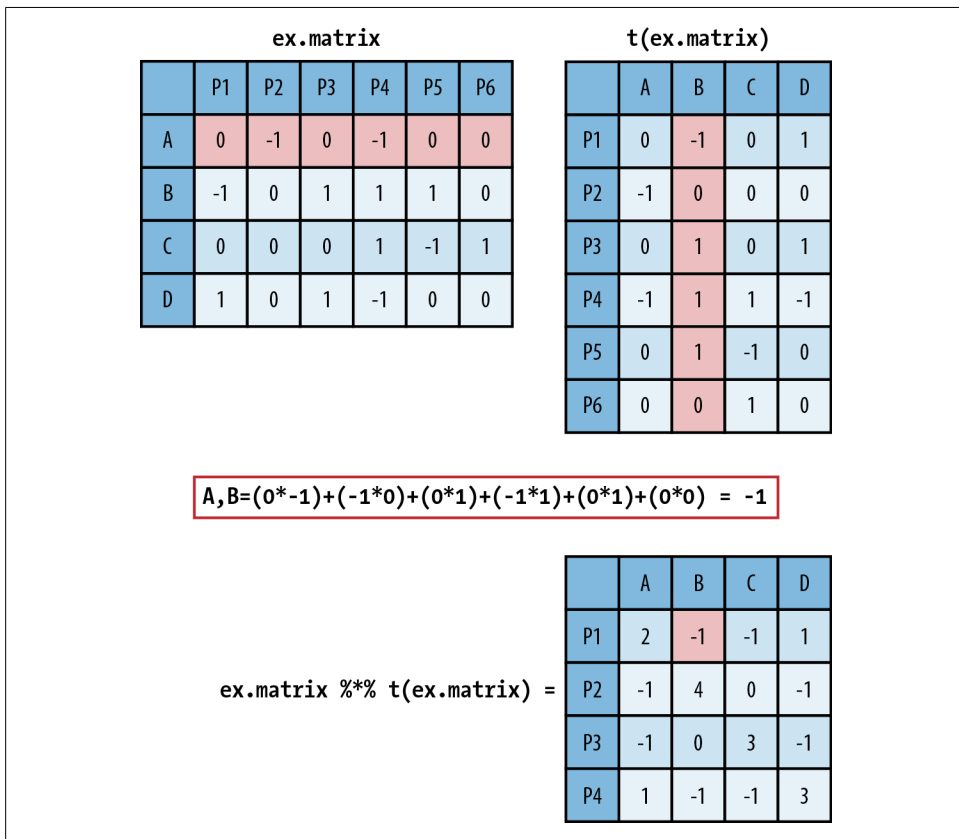 ex.matrix
P1 P2 P3 P4 P5 P6
A 0 -1 0 -1 0 0
B -1 0 1 1 1 0
C 0 0 0 1 -1 1
D 1 0 1 -1 0 0
t(ex.matrix)
A B C D
P1 0 -1 0 1
P2 -1 0 0 0
P3 0 1 0 1
P4 -1 1 1 -1
P5 0 1 -1 0
P6 0 0 1 0
A,B=(0*-1)+(-1*0)+(0*1)+(-1*1)+(0*1)+(0*0) = -1
ex.matrix %*% t(ex.matrix) =
A B C D
P1 2 -1 -1 1
P2 -1 4 0 -1
P3 -1 0 3 -1
P4 1 -1 -1 3